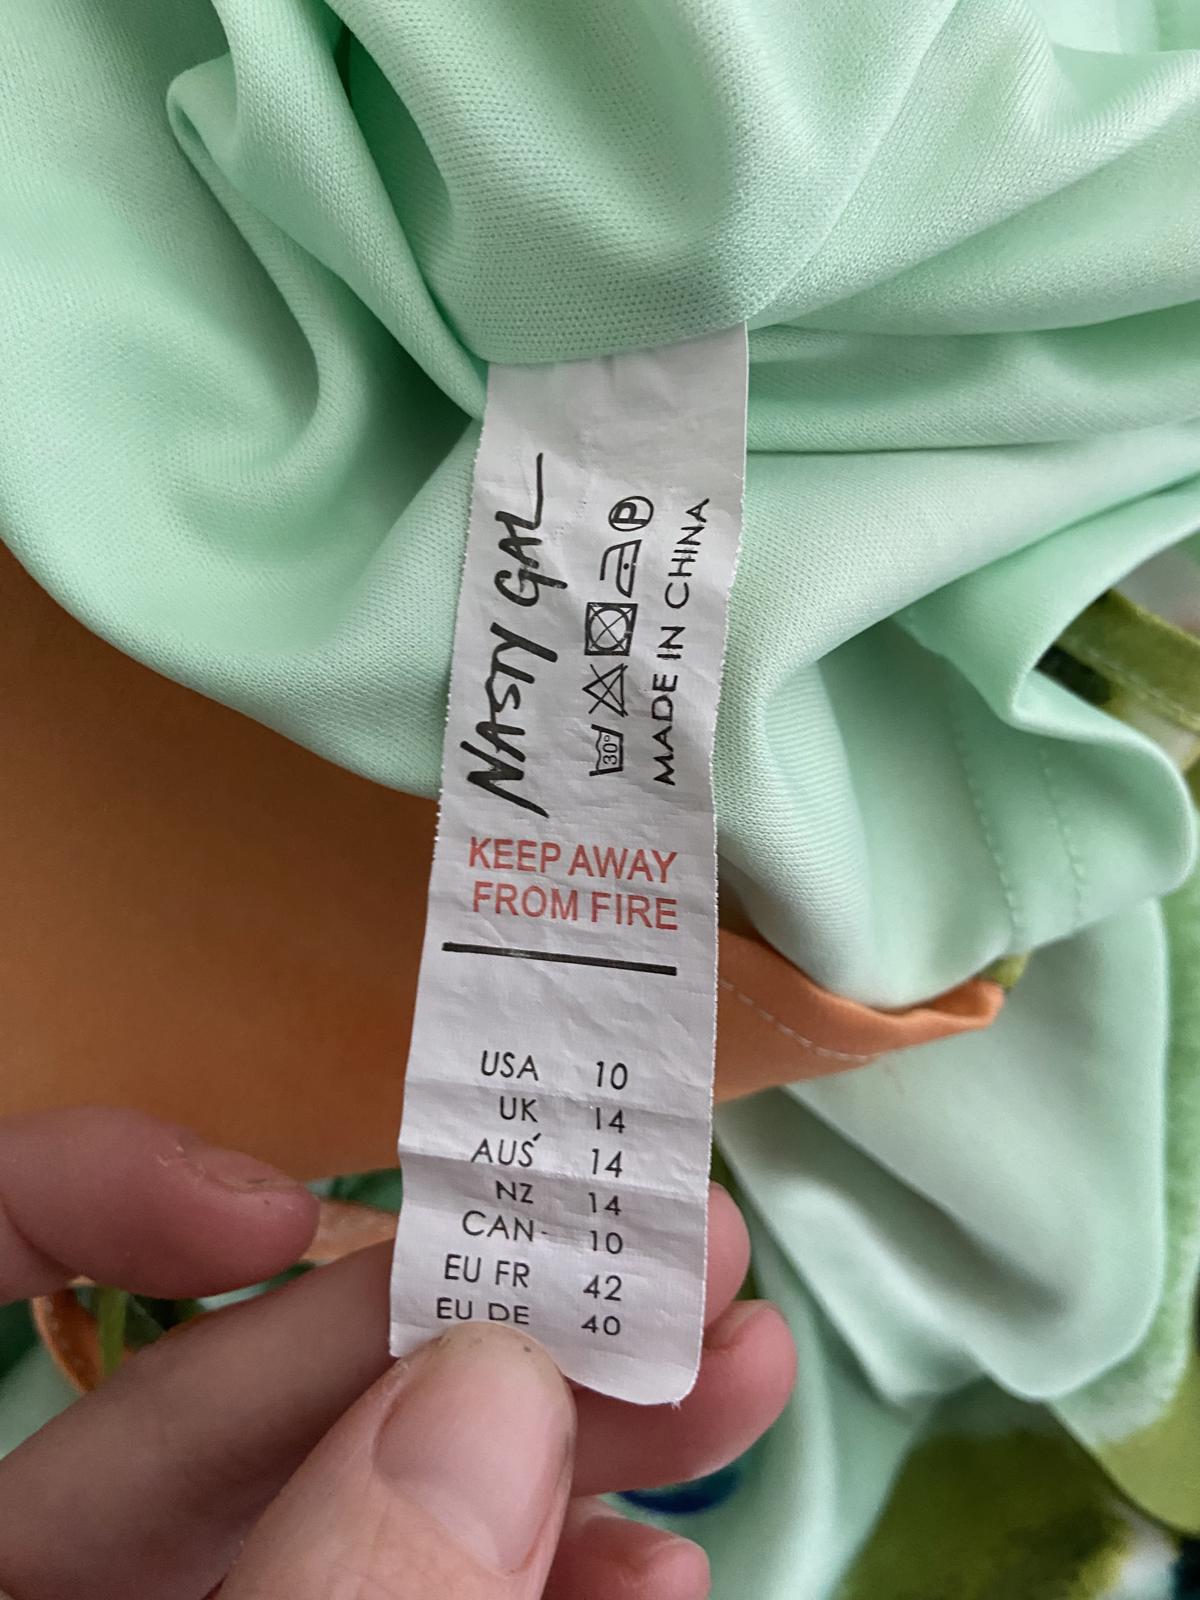 NASTY GAL
30°
P
MADE IN CHINA
KEEP AWAY
FROM FIRE
USA 10
UK 14
AUS 14
NZ 14
CAN 10
EU FR 42
EU DE 40